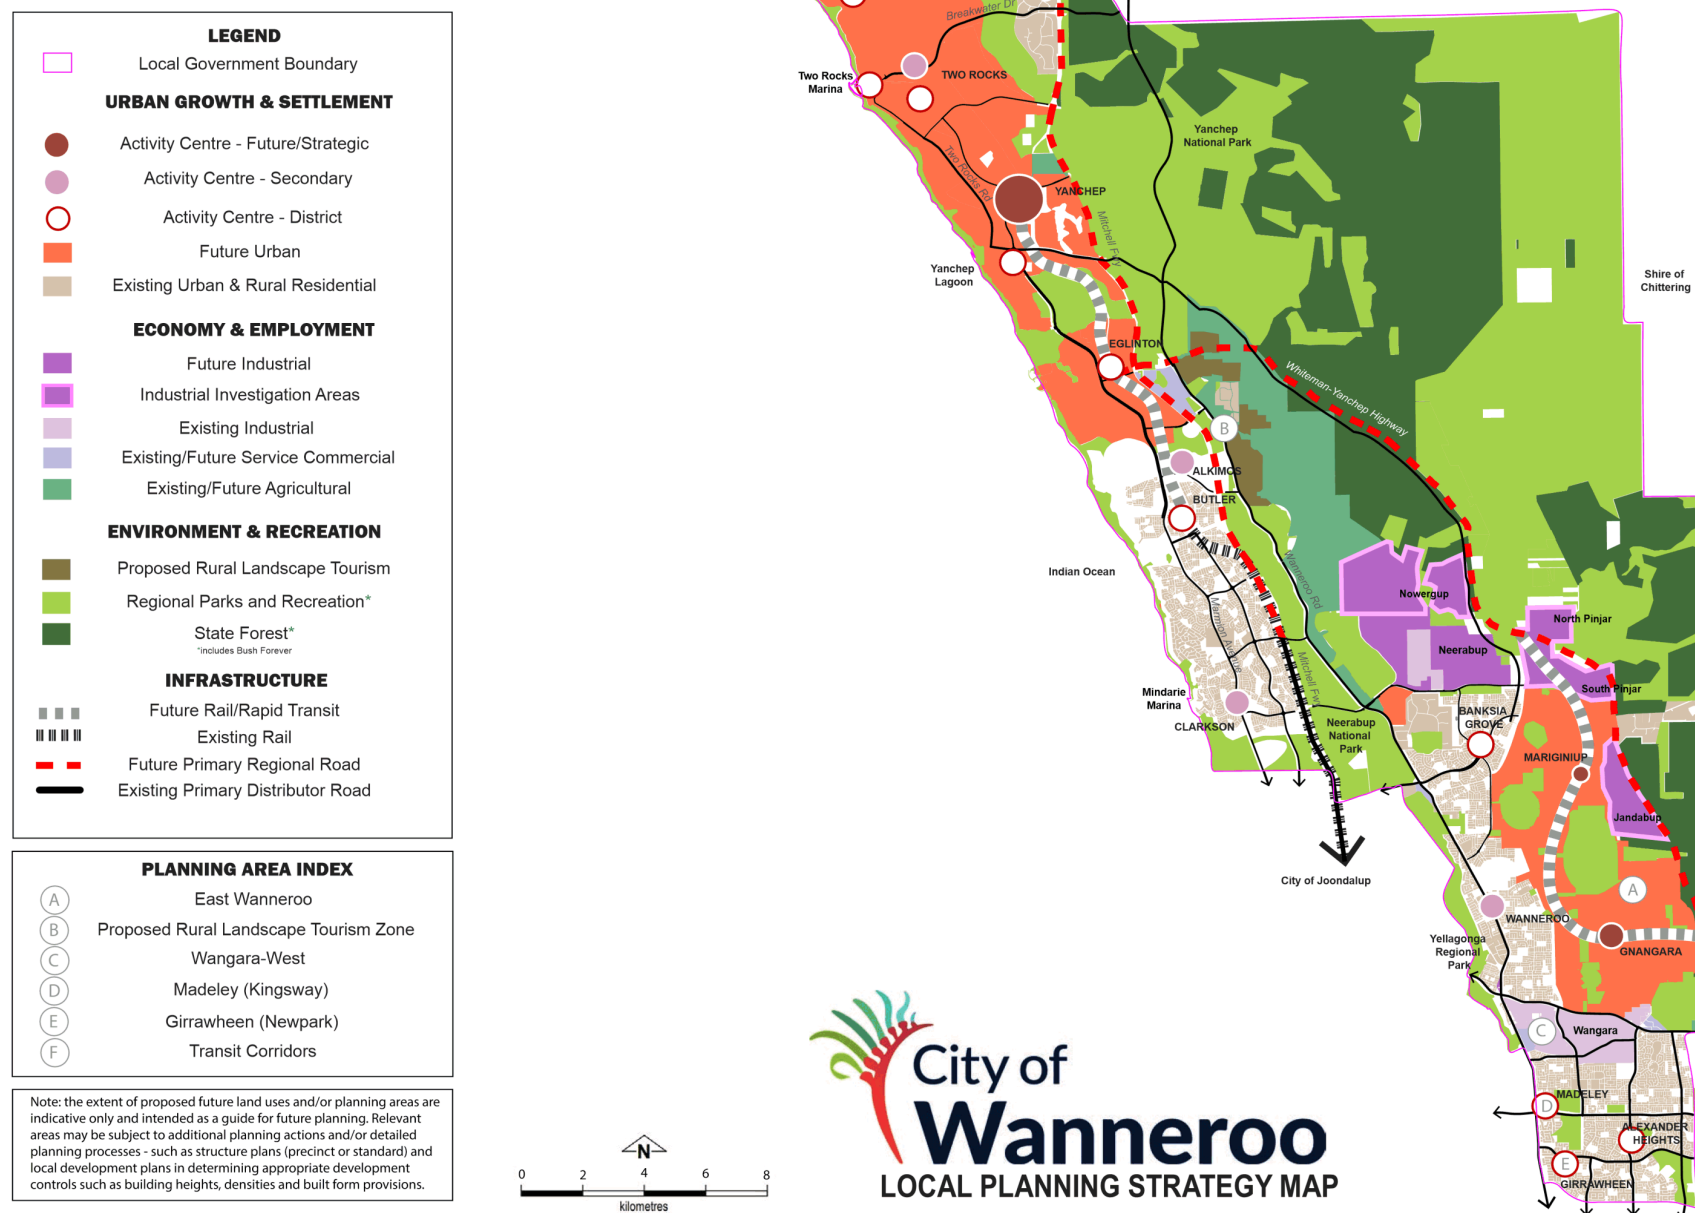 LEGEND
Local Government Boundary
URBAN GROWTH & SETTLEMENT
Activity Centre - Future/Strategic
Activity Centre - Secondary
Activity Centre - District
Future Urban
Existing Urban & Rural Residential
ECONOMY & EMPLOYMENT
Future Industrial
Industrial Investigation Areas
Existing Industrial
Existing/Future Service Commercial
Existing/Future Agricultural
ENVIRONMENT & RECREATION
Proposed Rural Landscape Tourism
Regional Parks and Recreation*
State Forest*
*includes Bush Forever
INFRASTRUCTURE
Future Rail/Rapid Transit
Existing Rail
Future Primary Regional Road
Existing Primary Distributor Road
PLANNING AREA INDEX
A East Wanneroo
B Proposed Rural Landscape Tourism Zone
C Wangara-West
D Madeley (Kingsway)
E Girrawheen (Newpark)
F Transit Corridors
Note: the extent of proposed future land uses and/or planning areas are
indicative only and intended as a guide for future planning. Relevant
areas may be subject to additional planning actions and/or detailed
planning processes - such as structure plans (precinct or standard) and
local development plans in determining appropriate development
controls such as building heights, densities and built form provisions.
N
0 2 4 6 8
kilometres
City of
Wanneroo
LOCAL PLANNING STRATEGY MAP
Breakwater Dr
Two Rocks
Marina
TWO ROCKS
Yanchep
National Park
Two Rocks Rd
YANCHEP
Mitchell Fwy
Yanchep
Lagoon
Shire of
Chittering
EGLINTON
Whiteman-Yanchep Highway
B
ALKIMOS
BUTLER
Indian Ocean
Wanneroo Rd
Nowergup
North Pinjar
Marmion Avenue
Neerabup
Mitchell Fwy
South Pinjar
Mindarie
Marina
CLARKSON
Neerabup
National
Park
BANKSIA
GROVE
MARIGINIUP
Jandabup
City of Joondalup
A
WANNEROO
Yellagonga
Regional
Park
GNANGARA
C
Wangara
D
MADELEY
ALEXANDER
HEIGHTS
E
GIRRAWHEEN